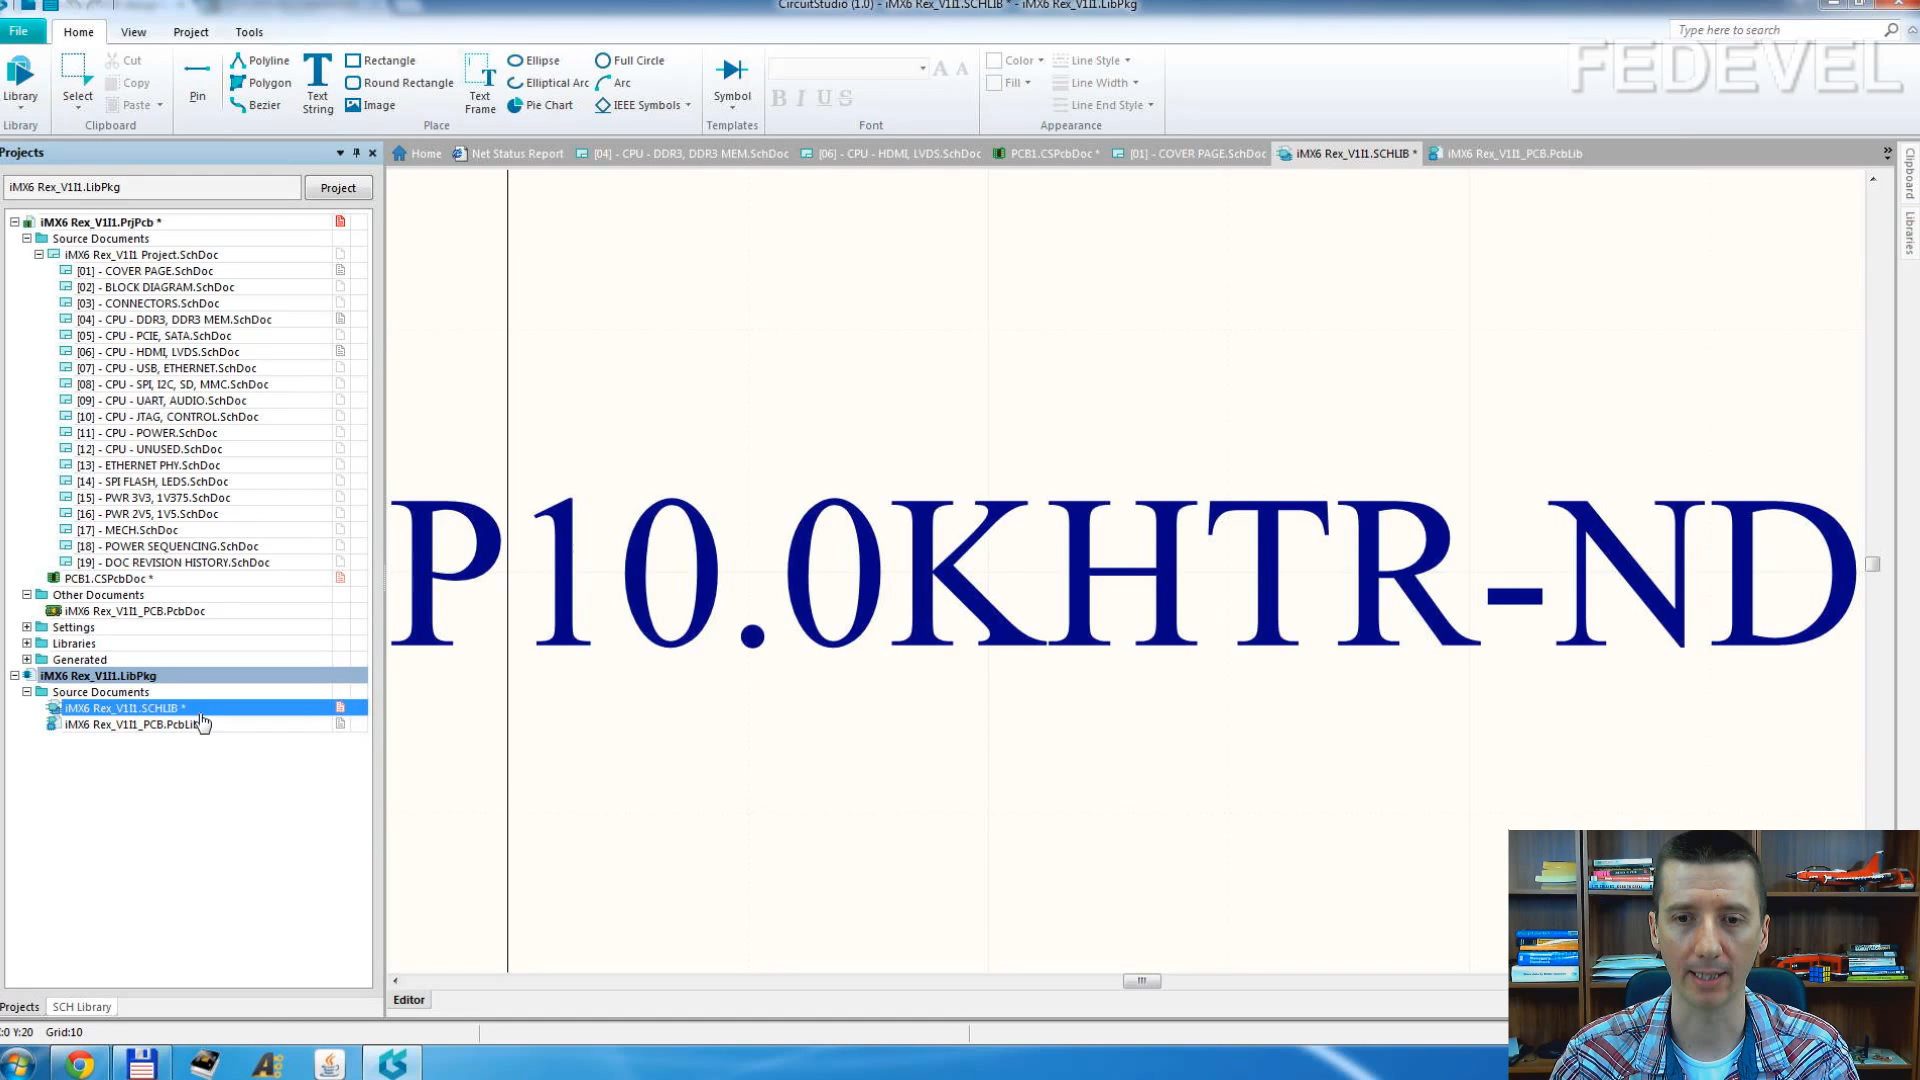 CircuitStudio (1.0) - iMX6 Rex_V1I1.SCHLIB * - iMX6 Rex_V1I1.LibPkg
File Home View Project Tools
Type here to search
FEDEVEL
Library
Library
Select
Cut
Copy
Paste
Clipboard
Pin
Polyline
Polygon
Bezier
Text String
Rectangle
Round Rectangle
Image
Text Frame
Ellipse
Elliptical Arc
Pie Chart
Full Circle
Arc
IEEE Symbols
Place
Symbol
Templates
A A
B I U S
Font
Color
Fill
Line Style
Line Width
Line End Style
Appearance
Projects
Home Net Status Report [04] - CPU - DDR3, DDR3 MEM.SchDoc [06] - CPU - HDMI, LVDS.SchDoc PCB1.CSPcbDoc * [01] - COVER PAGE.SchDoc iMX6 Rex_V1I1.SCHLIB * iMX6 Rex_V1I1_PCB.PcbLib
Clipboard
Libraries
iMX6 Rex_V1I1.LibPkg Project
iMX6 Rex_V1I1.PrjPcb *
Source Documents
iMX6 Rex_V1I1 Project.SchDoc
[01] - COVER PAGE.SchDoc
[02] - BLOCK DIAGRAM.SchDoc
[03] - CONNECTORS.SchDoc
[04] - CPU - DDR3, DDR3 MEM.SchDoc
[05] - CPU - PCIE, SATA.SchDoc
[06] - CPU - HDMI, LVDS.SchDoc
[07] - CPU - USB, ETHERNET.SchDoc
[08] - CPU - SPI, I2C, SD, MMC.SchDoc
[09] - CPU - UART, AUDIO.SchDoc
[10] - CPU - JTAG, CONTROL.SchDoc
[11] - CPU - POWER.SchDoc
[12] - CPU - UNUSED.SchDoc
[13] - ETHERNET PHY.SchDoc
[14] - SPI FLASH, LEDS.SchDoc
[15] - PWR 3V3, 1V375.SchDoc
[16] - PWR 2V5, 1V5.SchDoc
[17] - MECH.SchDoc
[18] - POWER SEQUENCING.SchDoc
[19] - DOC REVISION HISTORY.SchDoc
PCB1.CSPcbDoc *
Other Documents
iMX6 Rex_V1I1_PCB.PcbDoc
Settings
Libraries
Generated
iMX6 Rex_V1I1.LibPkg
Source Documents
iMX6 Rex_V1I1.SCHLIB *
iMX6 Rex_V1I1_PCB.PcbLib
P10.0KHTR-ND
Projects SCH Library
Editor
:0 Y:20 Grid:10